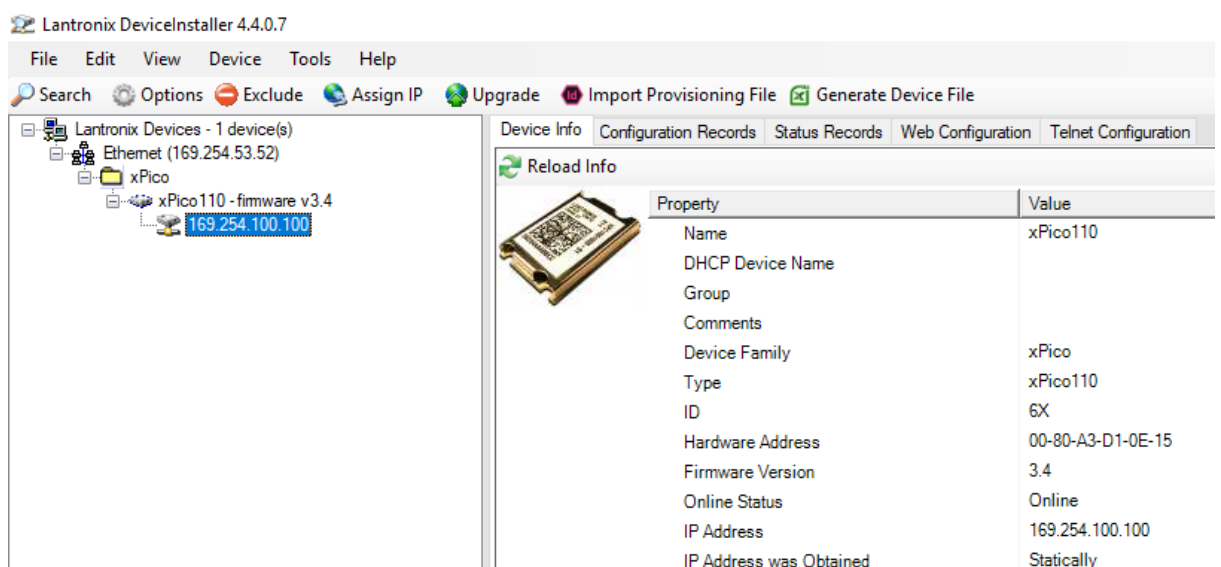 Lantronix DeviceInstaller 4.4.0.7
File Edit View Device Tools Help
Search Options Exclude Assign IP Upgrade Import Provisioning File Generate Device File
Lantronix Devices - 1 device(s)
Ethernet (169.254.53.52)
xPico
xPico110 - firmware v3.4
169.254.100.100
Device Info Configuration Records Status Records Web Configuration Telnet Configuration
Reload Info
Property Value
Name xPico110
DHCP Device Name
Group
Comments
Device Family xPico
Type xPico110
ID 6X
Hardware Address 00-80-A3-D1-0E-15
Firmware Version 3.4
Online Status Online
IP Address 169.254.100.100
IP Address was Obtained Statically